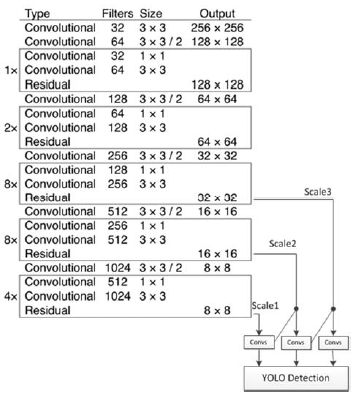 Type Filters Size Output
Convolutional 32 3 × 3 256 × 256
Convolutional 64 3 × 3 / 2 128 × 128
Convolutional 32 1 × 1
1× Convolutional 64 3 × 3
Residual 128 × 128
Convolutional 128 3 × 3 / 2 64 × 64
Convolutional 64 1 × 1
2× Convolutional 128 3 × 3
Residual 64 × 64
Convolutional 256 3 × 3 / 2 32 × 32
Convolutional 128 1 × 1
8× Convolutional 256 3 × 3
Residual 32 × 32
Scale3
Convolutional 512 3 × 3 / 2 16 × 16
Convolutional 256 1 × 1
8× Convolutional 512 3 × 3
Scale2
Residual 16 × 16
Convolutional 1024 3 × 3 / 2 8 × 8
Convolutional 512 1 × 1
4× Convolutional 1024 3 × 3
Scale1
Residual 8 × 8
Convs Convs Convs
YOLO Detection